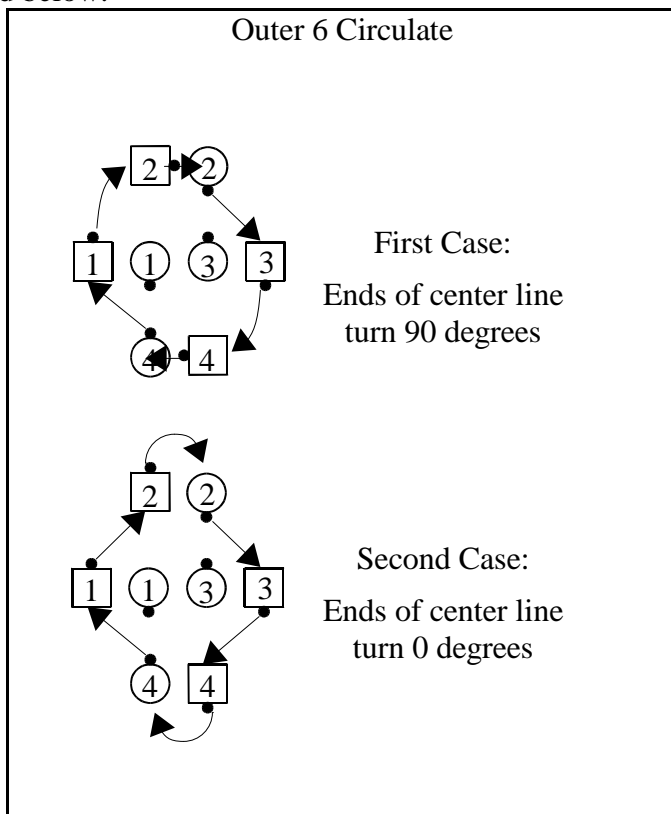 Outer 6 Circulate
2 2
1 1 3 3
4 4
First Case:
Ends of center line
turn 90 degrees
2 2
1 1 3 3
4 4
Second Case:
Ends of center line
turn 0 degrees